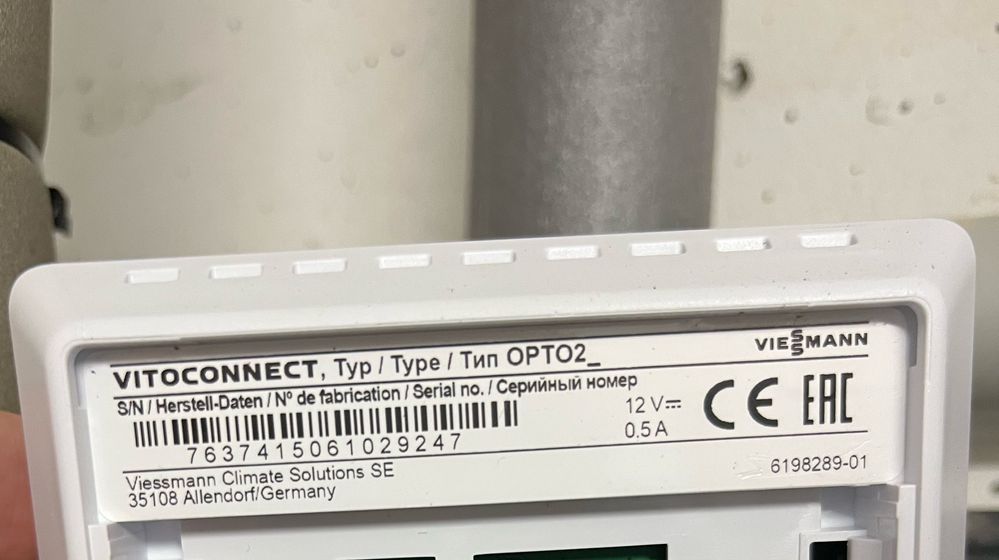 VITOCONNECT, Typ / Type / Тип OPTO2_
VIESSMANN
S/N / Herstell-Daten / Nº de fabrication / Serial no. / Серийный номер
7637415061029247
12 V⎓
0.5 A
CE EAC
Viessmann Climate Solutions SE
35108 Allendorf/Germany
6198289-01